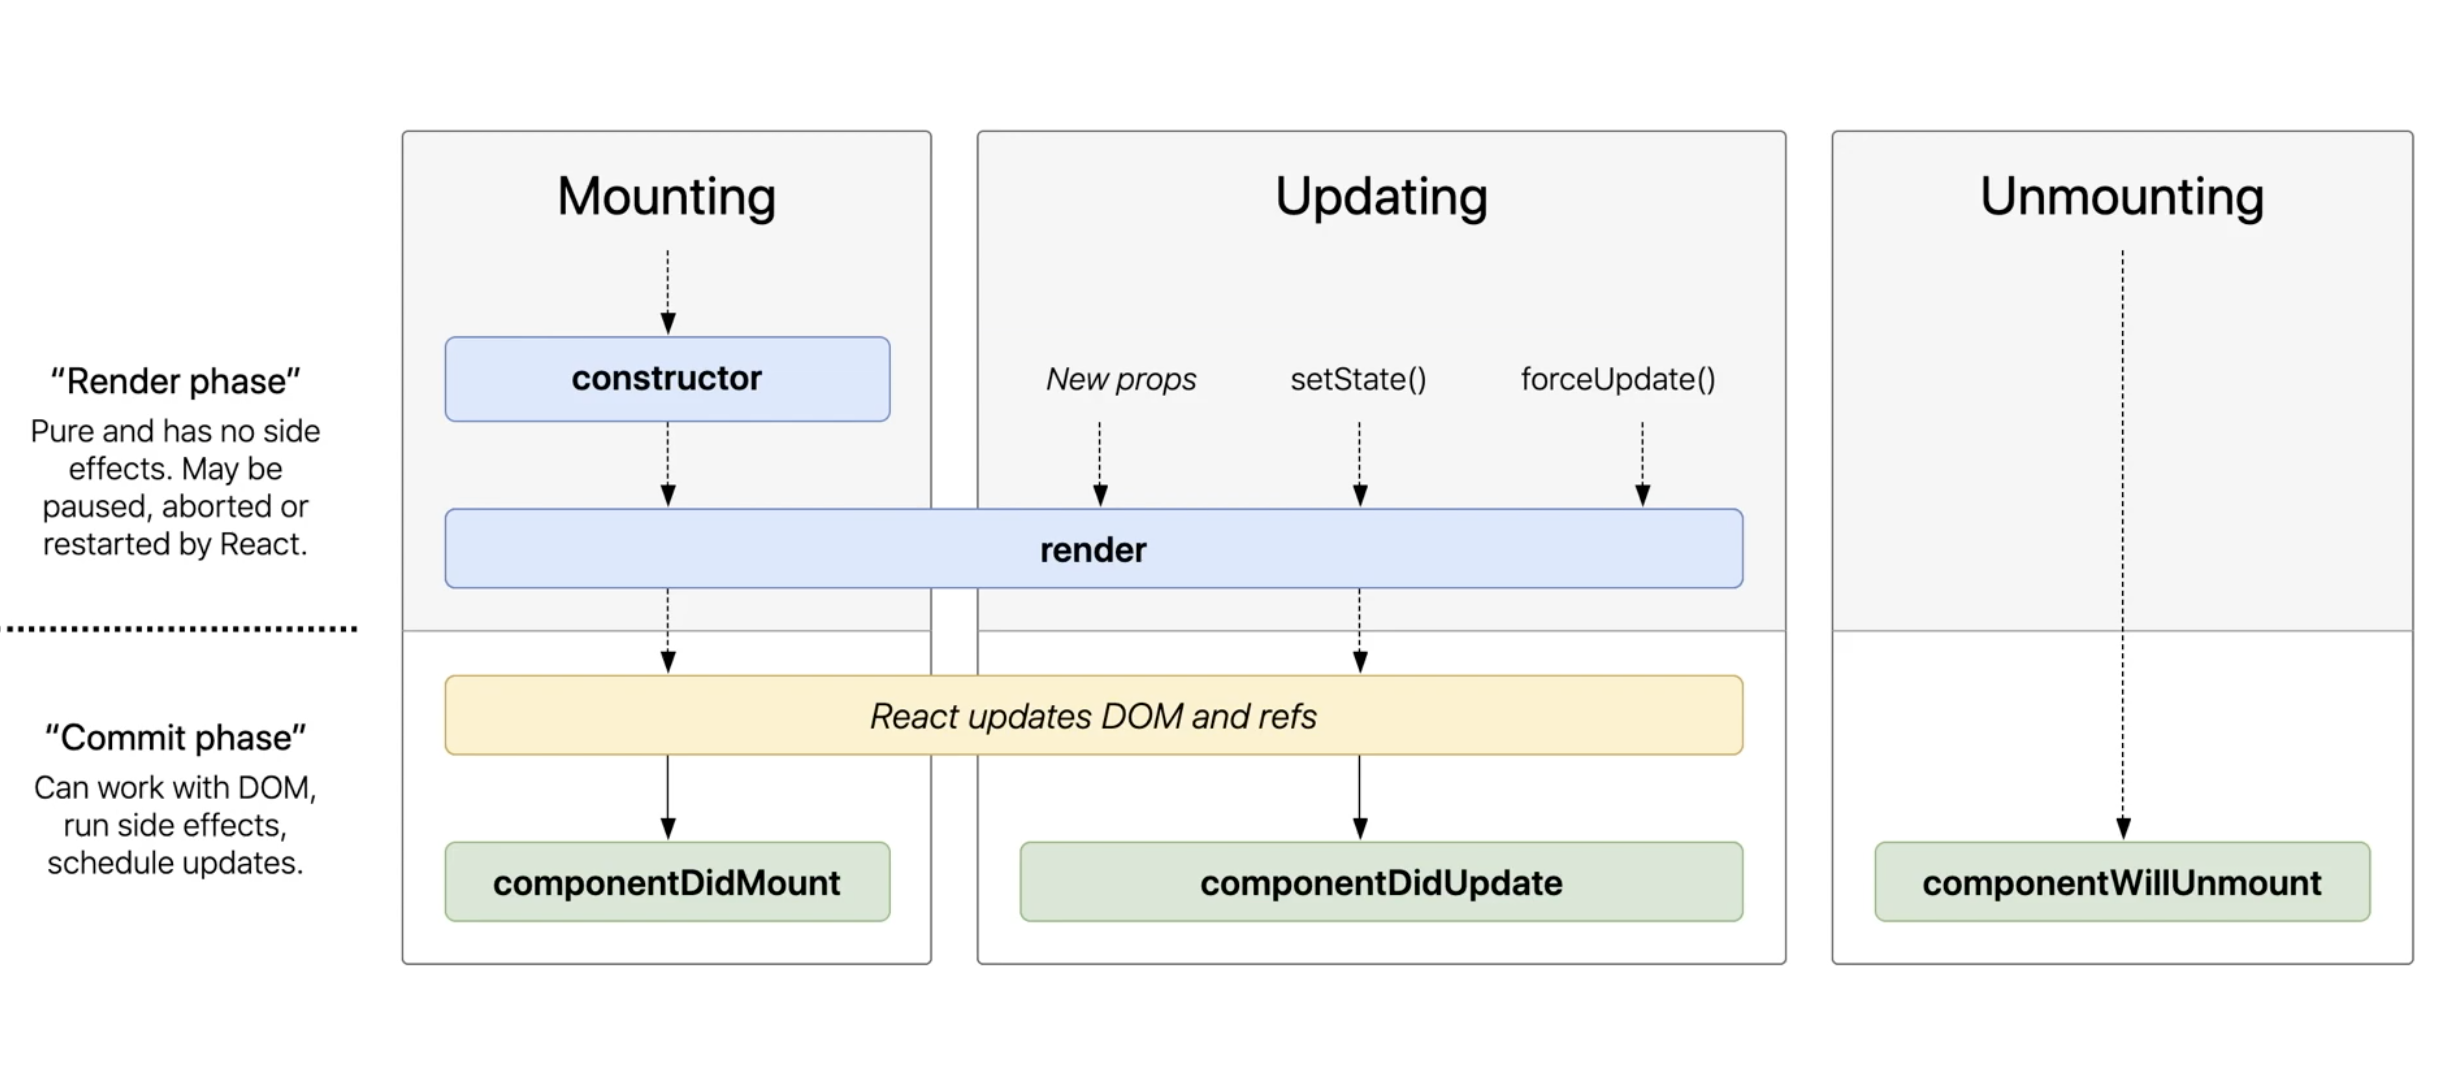 Mounting
Updating
Unmounting
“Render phase”
Pure and has no side
effects. May be
paused, aborted or
restarted by React.
constructor
New props
setState()
forceUpdate()
render
“Commit phase”
Can work with DOM,
run side effects,
schedule updates.
React updates DOM and refs
componentDidMount
componentDidUpdate
componentWillUnmount